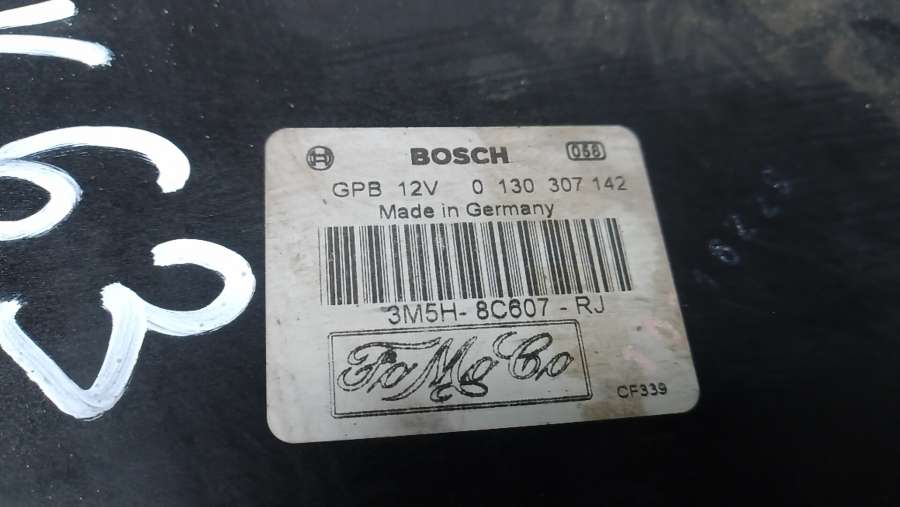 BOSCH 058
GPB 12V 0 130 307 142
Made in Germany
3M5H-8C607-RJ
FoMoCo
CF339